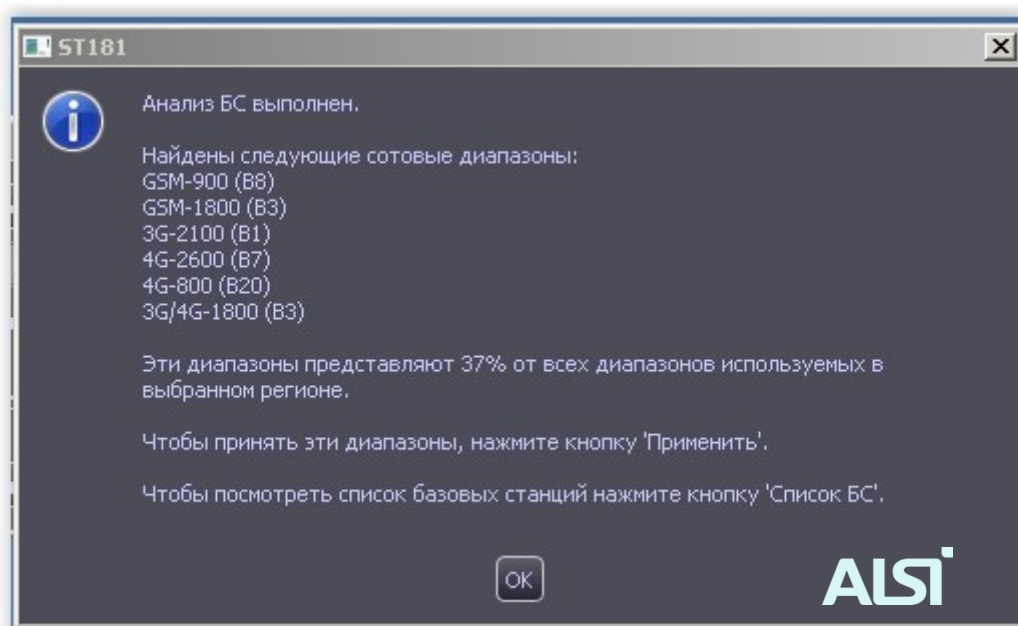 ST181
Анализ БС выполнен.
Найдены следующие сотовые диапазоны:
GSM-900 (B8)
GSM-1800 (B3)
3G-2100 (B1)
4G-2600 (B7)
4G-800 (B20)
3G/4G-1800 (B3)
Эти диапазоны представляют 37% от всех диапазонов используемых в
выбранном регионе.
Чтобы принять эти диапазоны, нажмите кнопку 'Применить'.
Чтобы посмотреть список базовых станций нажмите кнопку 'Список БС'.
OK
ALSI